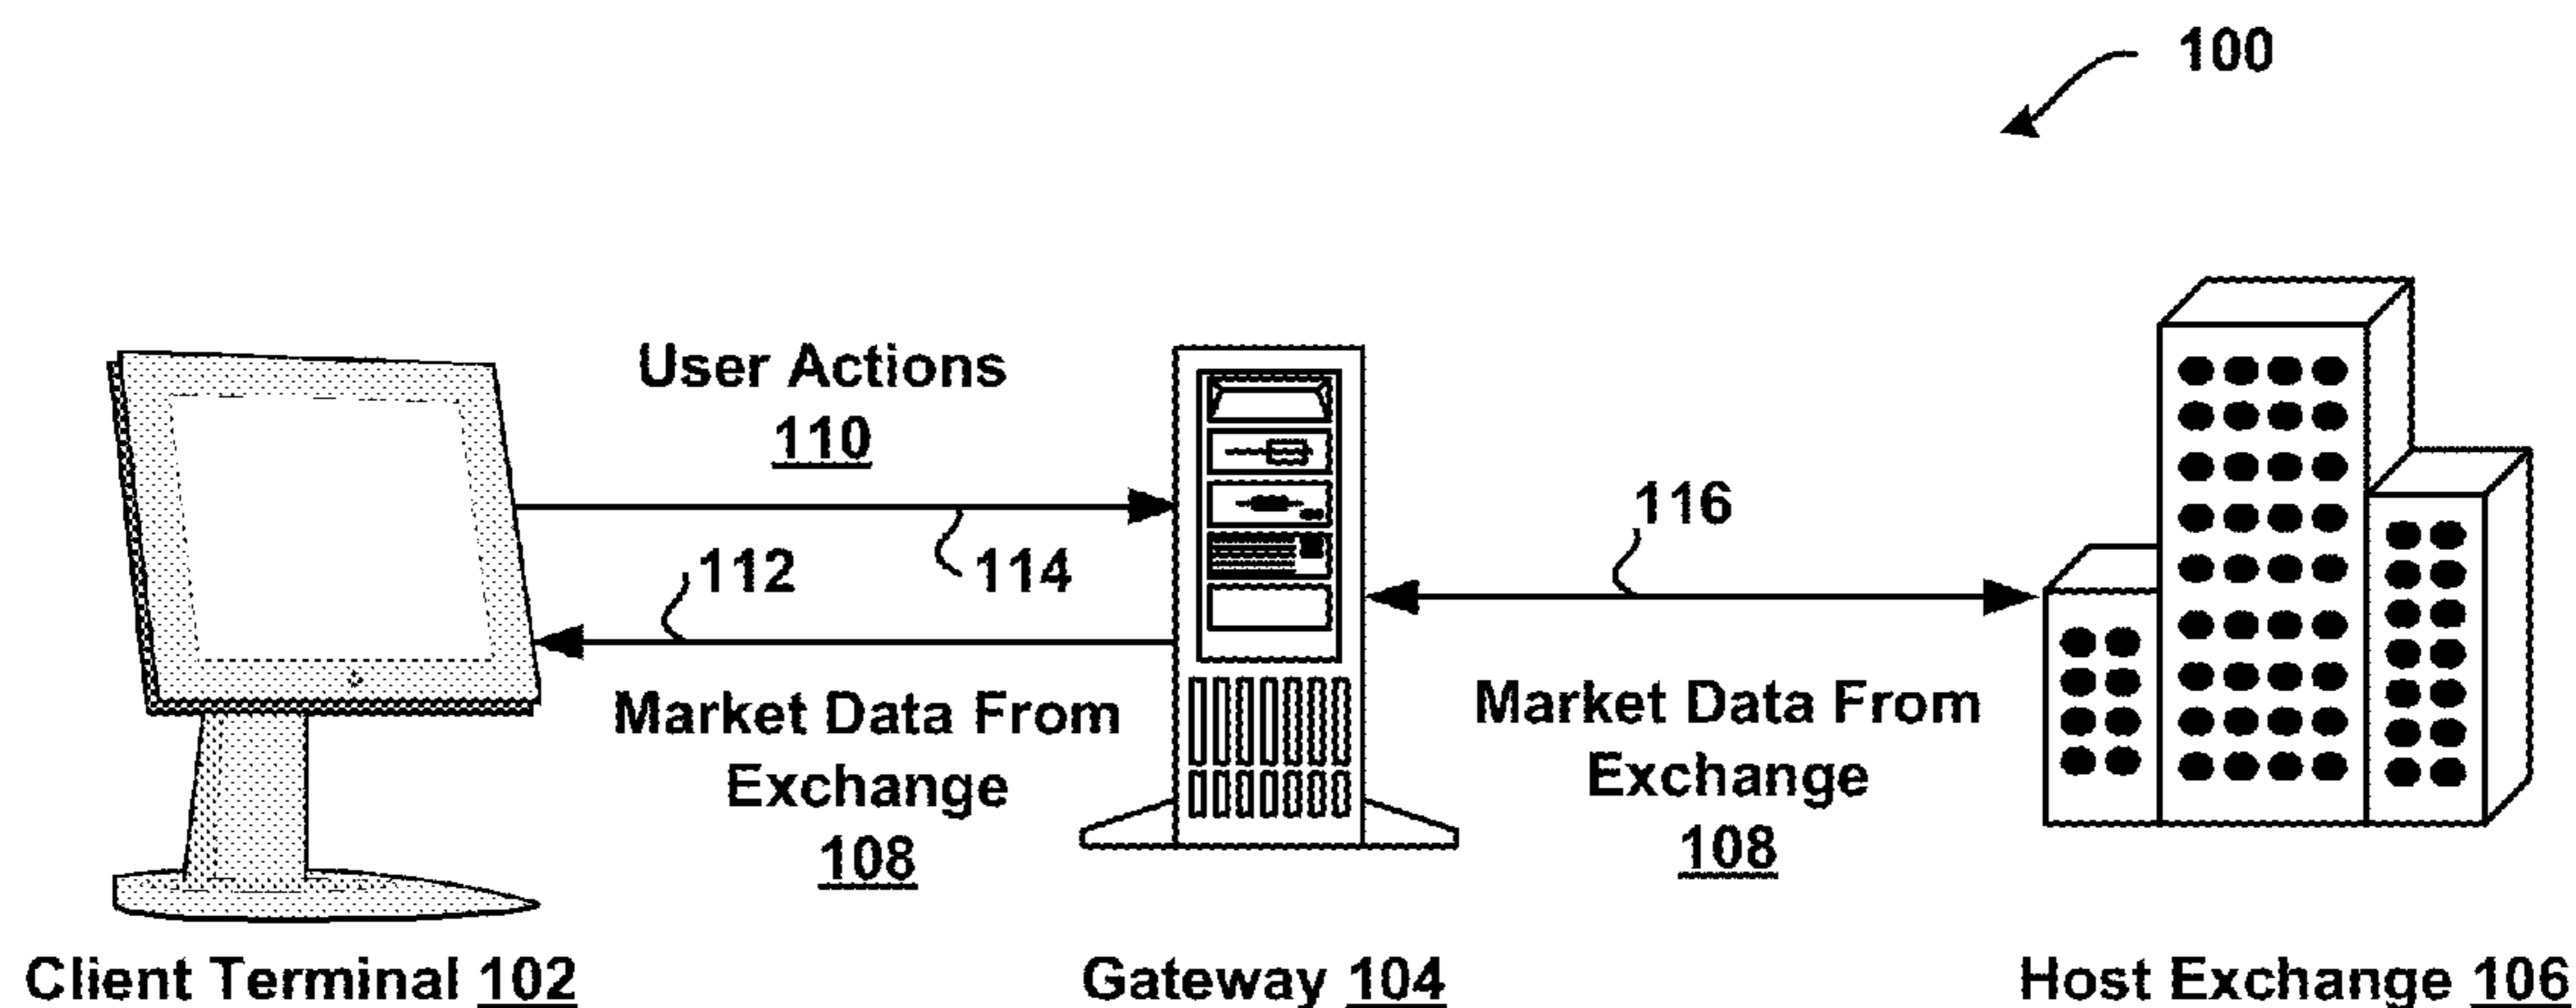 100
User Actions
110
114
112
116
Market Data From
Exchange
108
Market Data From
Exchange
108
Client Terminal 102
Gateway 104
Host Exchange 106